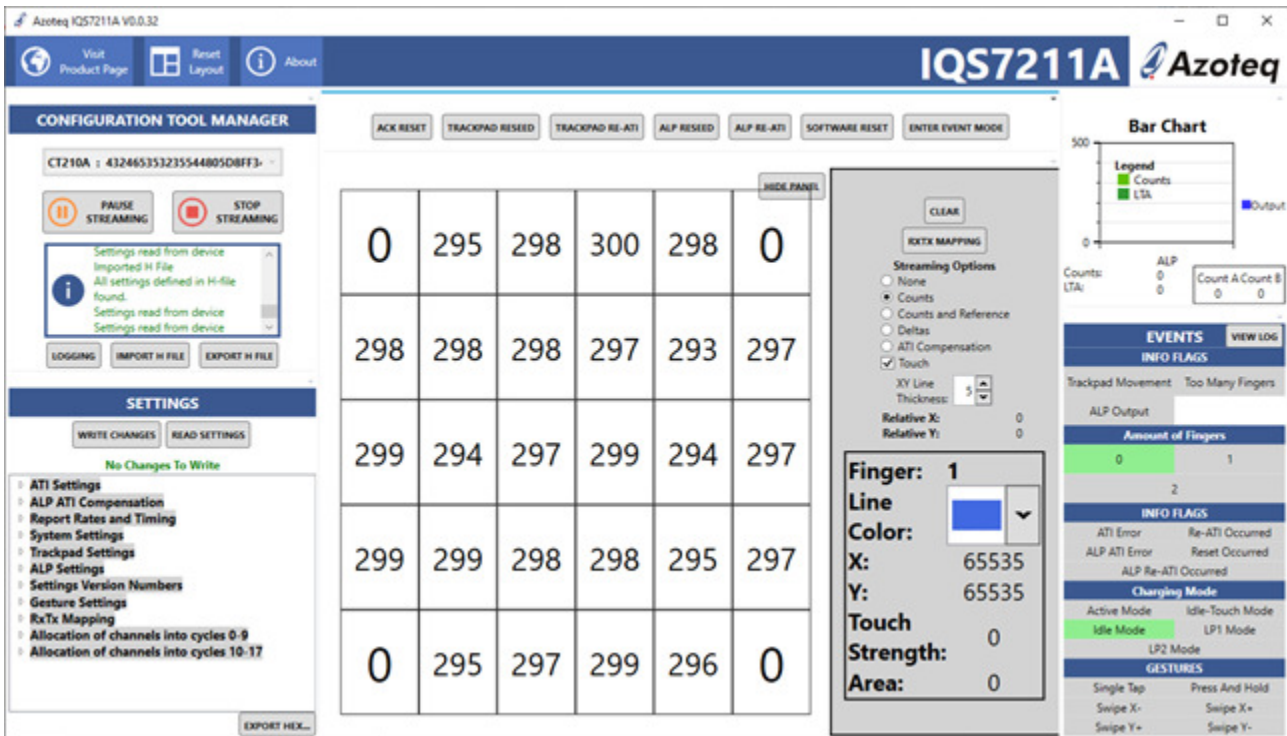 Azoteq IQS7211A V0.0.32
Visit Product Page
Reset Layout
About
IQS7211A
Azoteq
CONFIGURATION TOOL MANAGER
CT210A : 432465353235544805D8FF3
PAUSE STREAMING
STOP STREAMING
Settings read from device
Imported H File
All settings defined in H-file
found.
Settings read from device
Settings read from device
LOGGING IMPORT H FILE EXPORT H FILE
SETTINGS
WRITE CHANGES READ SETTINGS
No Changes To Write
ATI Settings
ALP ATI Compensation
Report Rates and Timing
System Settings
Trackpad Settings
ALP Settings
Settings Version Numbers
Gesture Settings
RxTx Mapping
Allocation of channels into cycles 0-9
Allocation of channels into cycles 10-17
EXPORT HEX...
ACK RESET TRACKPAD RESEED TRACKPAD RE-ATI ALP RESEED ALP RE-ATI SOFTWARE RESET ENTER EVENT MODE
HIDE PANEL
0 295 298 300 298 0
298 298 298 297 293 297
299 294 297 299 294 297
299 299 298 298 295 297
0 295 297 299 296 0
CLEAR
RXTX MAPPING
Streaming Options
None
Counts
Counts and Reference
Deltas
ATI Compensation
Touch
XY Line
Thickness: 5
Relative X: 0
Relative Y: 0
Finger: 1
Line
Color:
X: 65535
Y: 65535
Touch
Strength: 0
Area: 0
Bar Chart
500
Legend
Counts
LTA
Output
0
ALP
Counts: 0
LTA: 0
Count A Count B
0 0
EVENTS VIEW LOG
INFO FLAGS
Trackpad Movement Too Many Fingers
ALP Output
Amount of Fingers
0 1
2
INFO FLAGS
ATI Error Re-ATI Occurred
ALP ATI Error Reset Occurred
ALP Re-ATI Occurred
Charging Mode
Active Mode Idle-Touch Mode
Idle Mode LP1 Mode
LP2 Mode
GESTURES
Single Tap Press And Hold
Swipe X- Swipe X+
Swipe Y+ Swipe Y-